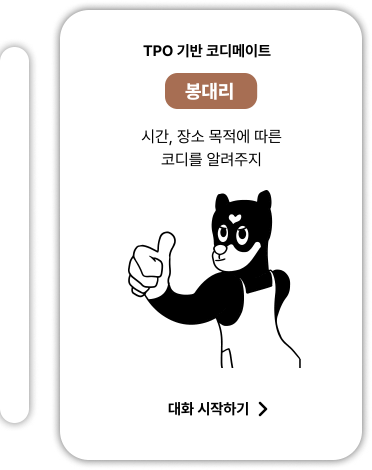 TPO 기반 코디메이트
봉대리
시간, 장소 목적에 따른
코디를 알려주지
대화 시작하기